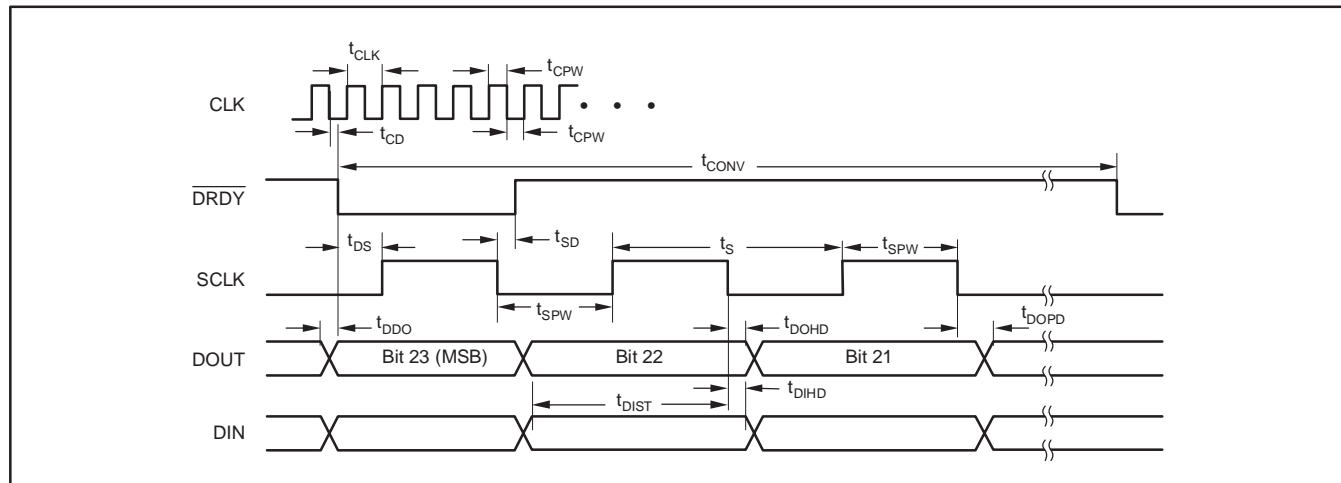 tCLK
tCPW
CLK
• • •
tCD
tCPW
tCONV
DRDY
tDS
tSD
tS
tSPW
SCLK
tSPW
tDDO
tDOHD
tDOPD
DOUT
Bit 23 (MSB)
Bit 22
Bit 21
tDIST
tDIHD
DIN